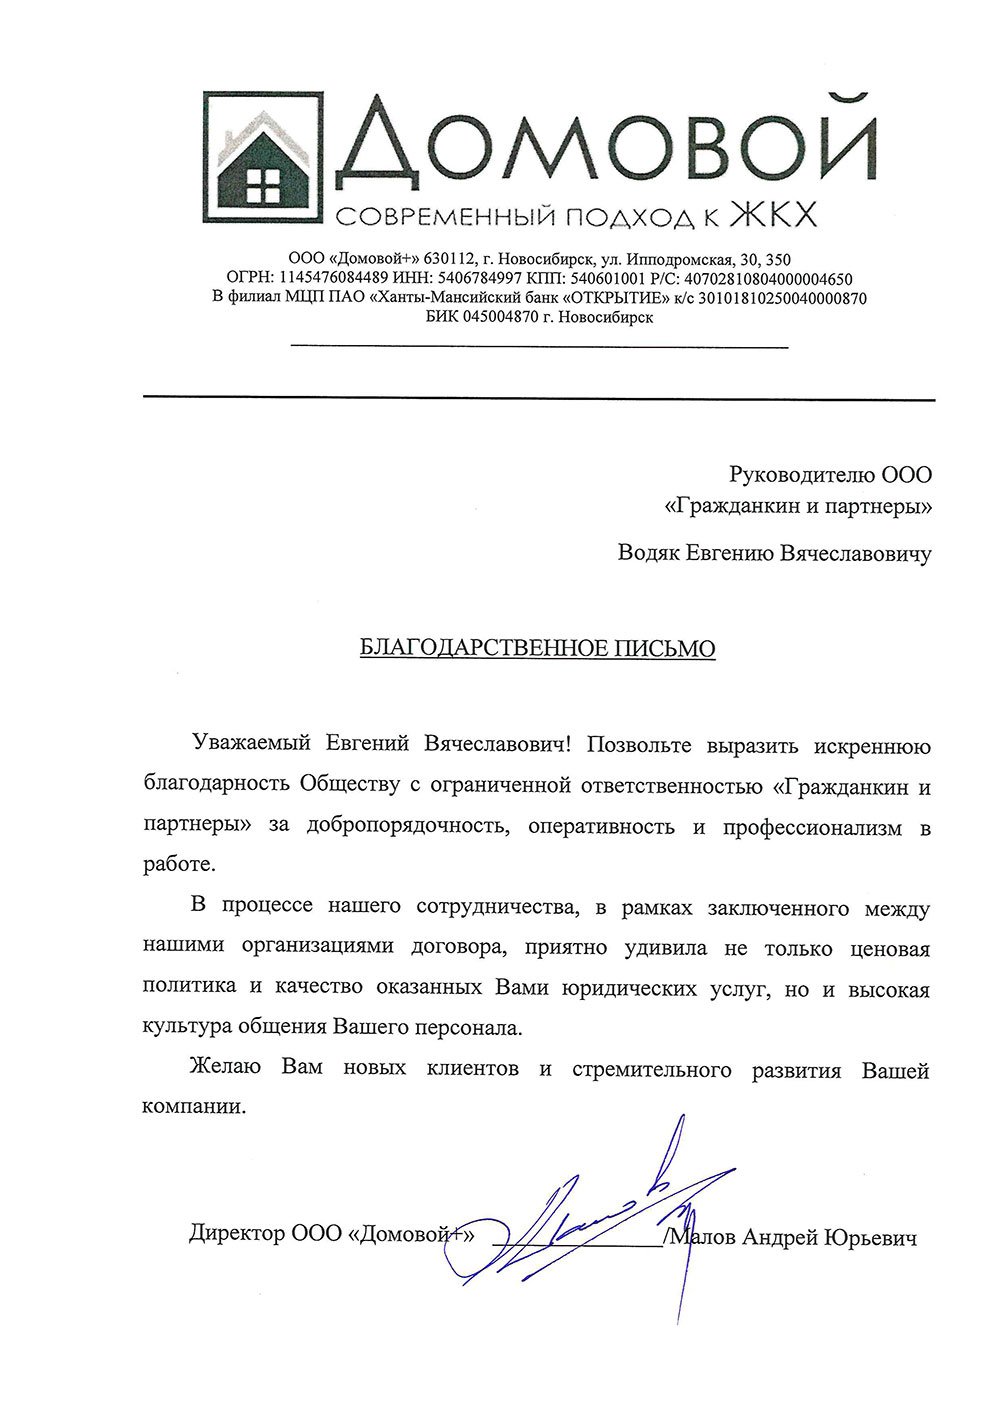 ДОМОВОЙ
СОВРЕМЕННЫЙ ПОДХОД К ЖКХ
ООО «Домовой+» 630112, г. Новосибирск, ул. Ипподромская, 30, 350
ОГРН: 1145476084489 ИНН: 5406784997 КПП: 540601001 Р/С: 40702810804000004650
В филиал МЦП ПАО «Ханты-Мансийский банк «ОТКРЫТИЕ» к/с 30101810250040000870
БИК 045004870 г. Новосибирск
Руководителю ООО
«Гражданкин и партнеры»
Водяк Евгению Вячеславовичу
БЛАГОДАРСТВЕННОЕ ПИСЬМО
Уважаемый Евгений Вячеславович! Позвольте выразить искреннюю
благодарность Обществу с ограниченной ответственностью «Гражданкин и
партнеры» за добропорядочность, оперативность и профессионализм в
работе.
В процессе нашего сотрудничества, в рамках заключенного между
нашими организациями договора, приятно удивила не только ценовая
политика и качество оказанных Вами юридических услуг, но и высокая
культура общения Вашего персонала.
Желаю Вам новых клиентов и стремительного развития Вашей
компании.
Директор ООО «Домовой+» ______________/Малов Андрей Юрьевич